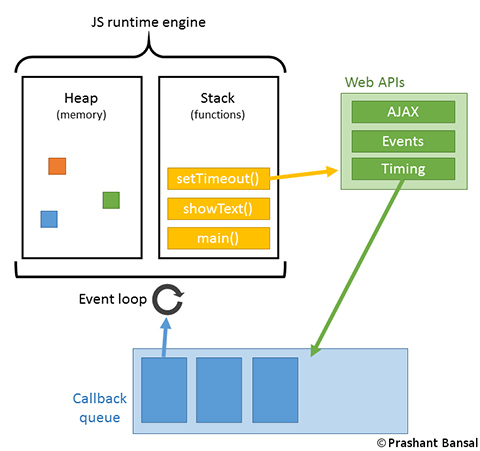 JS runtime engine
Heap
(memory)
Stack
(functions)
setTimeout()
showText()
main()
Web APIs
AJAX
Events
Timing
Event loop
Callback
queue
© Prashant Bansal